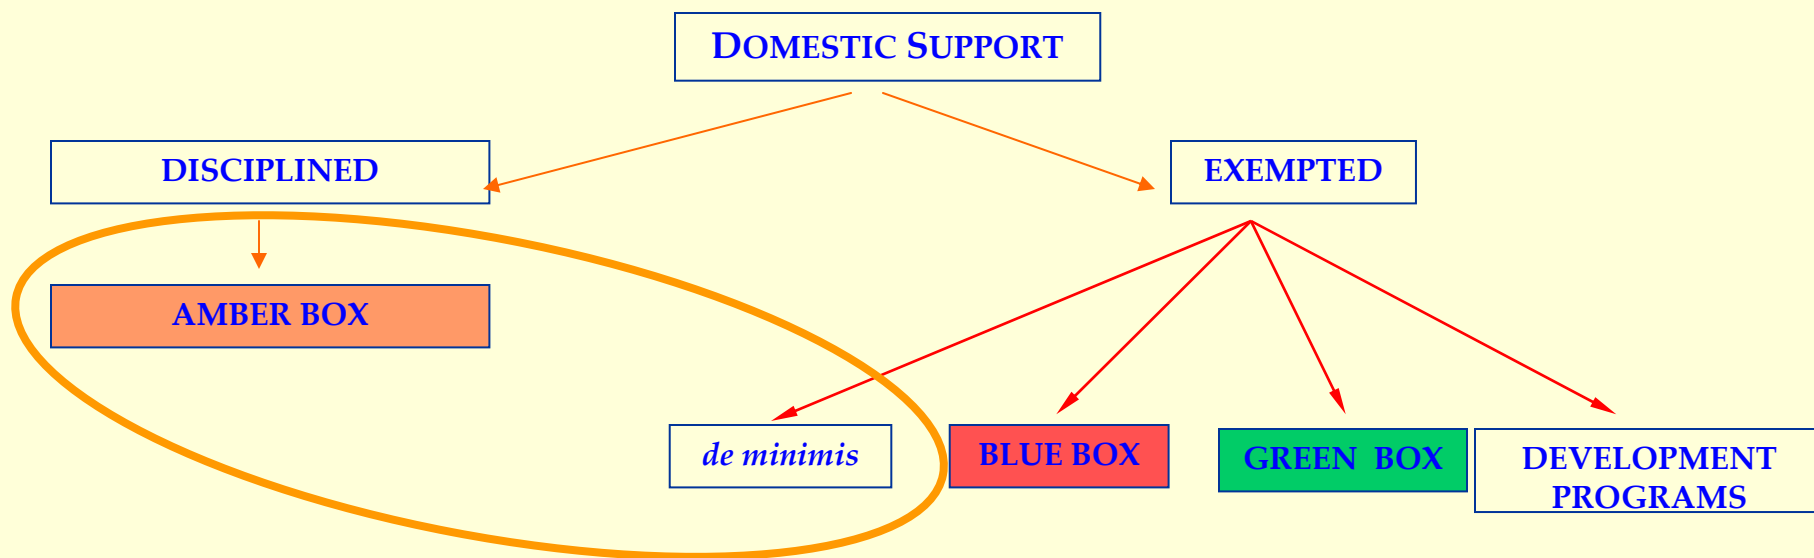 DOMESTIC SUPPORT
DISCIPLINED
EXEMPTED
AMBER BOX
de minimis
BLUE BOX
GREEN BOX
DEVELOPMENT
PROGRAMS